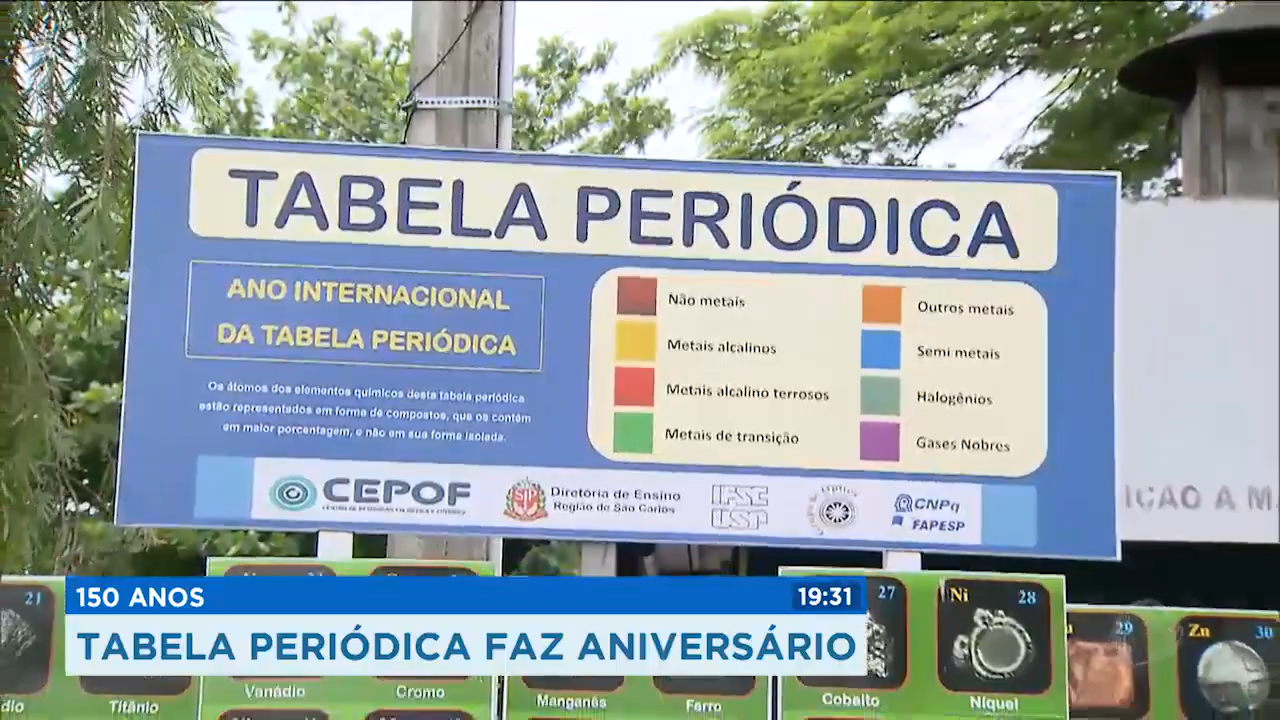 TABELA PERIÓDICA
ANO INTERNACIONAL
DA TABELA PERIÓDICA
Os átomos dos elementos químicos desta tabela periódica
estão representados em forma de compostos, que os contém
em maior porcentagem, e não em sua forma isolada.
Não metais
Metais alcalinos
Metais alcalino terrosos
Metais de transição
Outros metais
Semi metais
Halogênios
Gases Nobres
CEPOF
SP
Diretória de Ensino
Região de São Carlos
IFSC
USP
CNPq
FAPESP
IÇÃO A M
150 ANOS
19:31
TABELA PERIÓDICA FAZ ANIVERSÁRIO
21
27
Ni 28
29
Zn 30
dio
Titânio
Vanádio
Cromo
Manganês
Ferro
Cobalto
Níquel